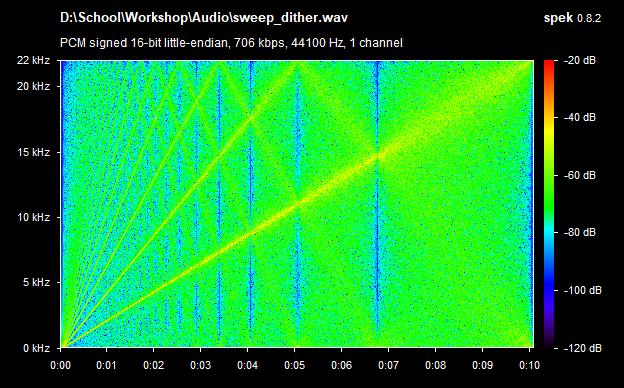 D:\School\Workshop\Audio\sweep_dither.wav
spek 0.8.2
PCM signed 16-bit little-endian, 706 kbps, 44100 Hz, 1 channel
22 kHz
20 kHz
15 kHz
10 kHz
5 kHz
0 kHz
0:00 0:01 0:02 0:03 0:04 0:05 0:06 0:07 0:08 0:09 0:10
-20 dB
-40 dB
-60 dB
-80 dB
-100 dB
-120 dB